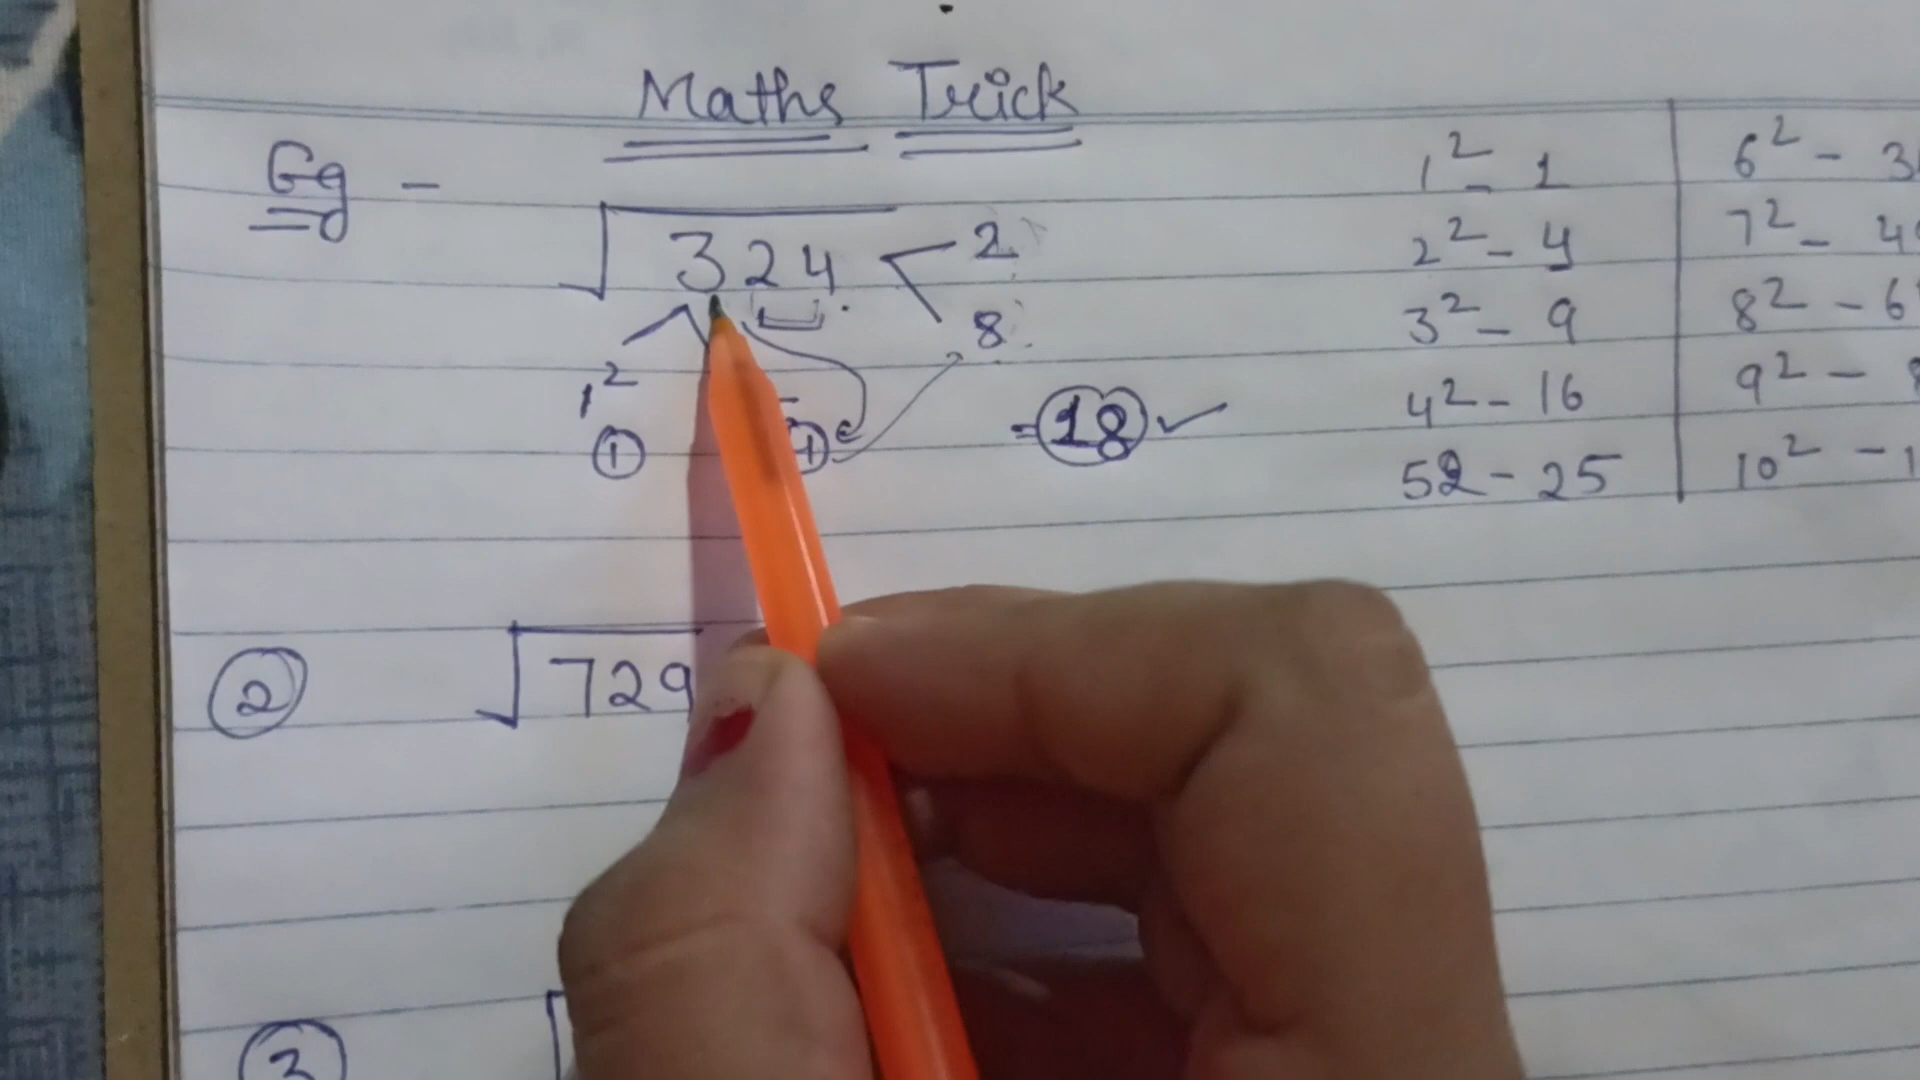 Maths Trick
Eg -
√324 < 2
8
1²
① ④
= 18 ✓
② √729
③
1² - 1
2² - 4
3² - 9
4² - 16
52 - 25
6² - 3
7² - 4
8² - 6
9² - 8
10² - 1